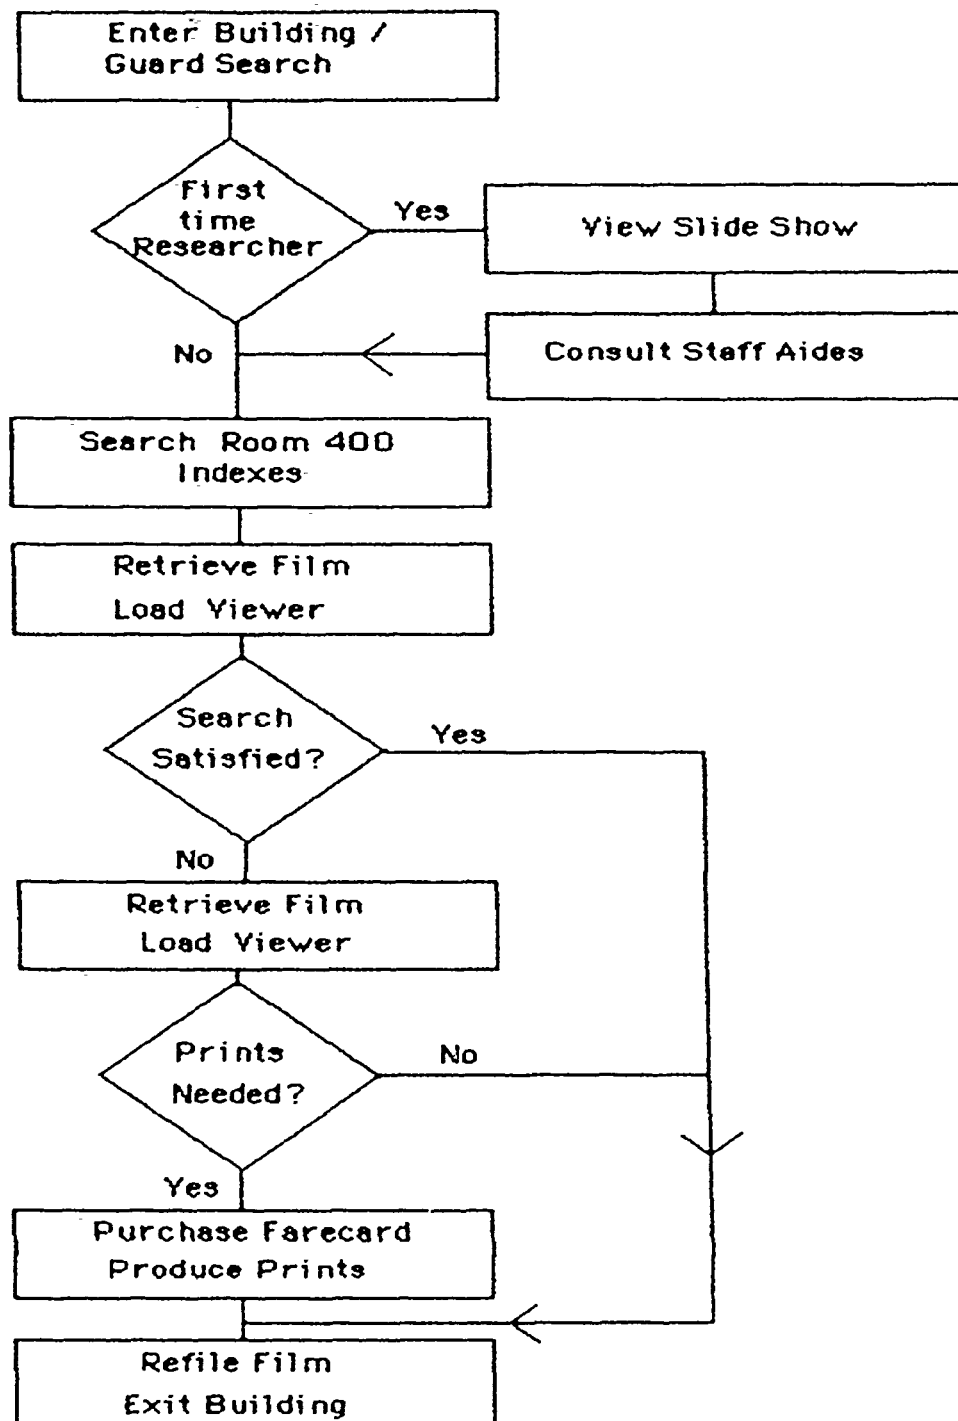 Enter Building /
Guard Search
First
time
Researcher
Yes
View Slide Show
No
Consult Staff Aides
Search Room 400
Indexes
Retrieve Film
Load Viewer
Search
Satisfied?
Yes
No
Retrieve Film
Load Viewer
Prints
Needed?
No
Yes
Purchase Farecard
Produce Prints
Refile Film
Exit Building